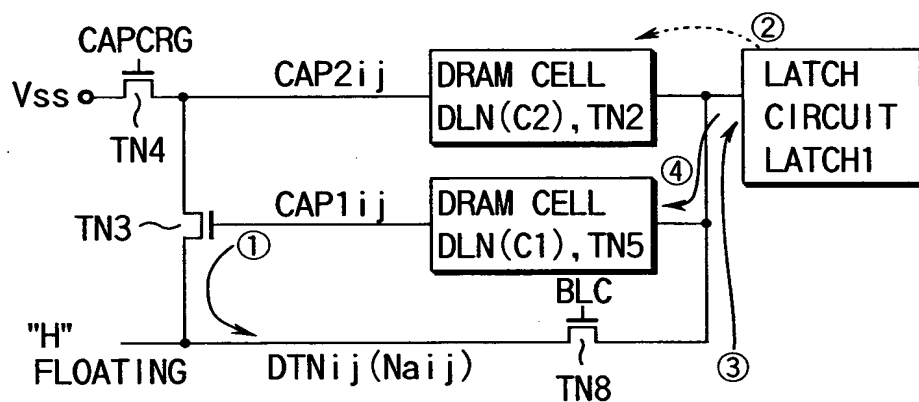 CAPCRG
Vss
TN4
CAP2ij
DRAM CELL
DLN(C2), TN2
②
LATCH
CIRCUIT
LATCH1
TN3
①
CAP1ij
DRAM CELL
DLN(C1), TN5
④
③
"H"
FLOATING
DTNij(Naij)
BLC
TN8